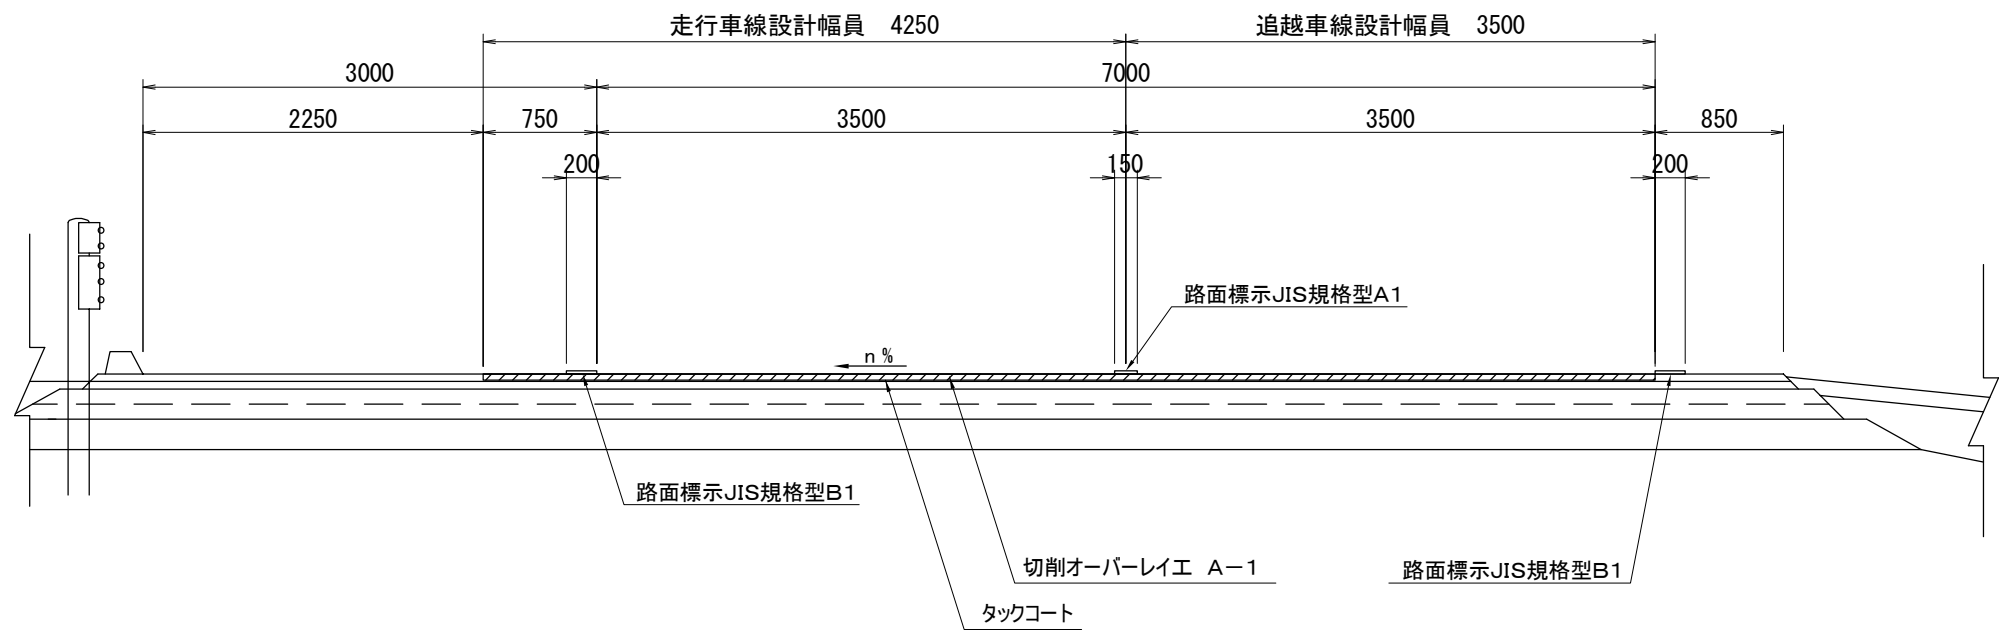 走行車線設計幅員 4250
追越車線設計幅員 3500
3000
7000
2250
750
3500
3500
850
200
150
200
路面標示JIS規格型A1
n %
路面標示JIS規格型B1
切削オーバーレイ工 A－1
路面標示JIS規格型B1
タックコート